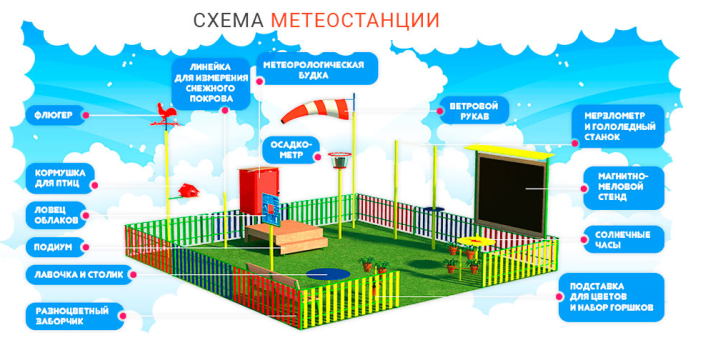 СХЕМА МЕТЕОСТАНЦИИ
ЛИНЕЙКА
ДЛЯ ИЗМЕРЕНИЯ
СНЕЖНОГО
ПОКРОВА
МЕТЕОРОЛОГИЧЕСКАЯ
БУДКА
ФЛЮГЕР
ВЕТРОВОЙ
РУКАВ
МЕРЗЛОМЕТР
И ГОЛОЛЕДНЫЙ
СТАНОК
ОСАДКО-
МЕТР
КОРМУШКА
ДЛЯ ПТИЦ
МАГНИТНО-
МЕЛОВОЙ
СТЕНД
ЛОВЕЦ
ОБЛАКОВ
СОЛНЕЧНЫЕ
ЧАСЫ
ПОДИУМ
ЛАВОЧКА И СТОЛИК
ПОДСТАВКА
ДЛЯ ЦВЕТОВ
И НАБОР ГОРШКОВ
РАЗНОЦВЕТНЫЙ
ЗАБОРЧИК